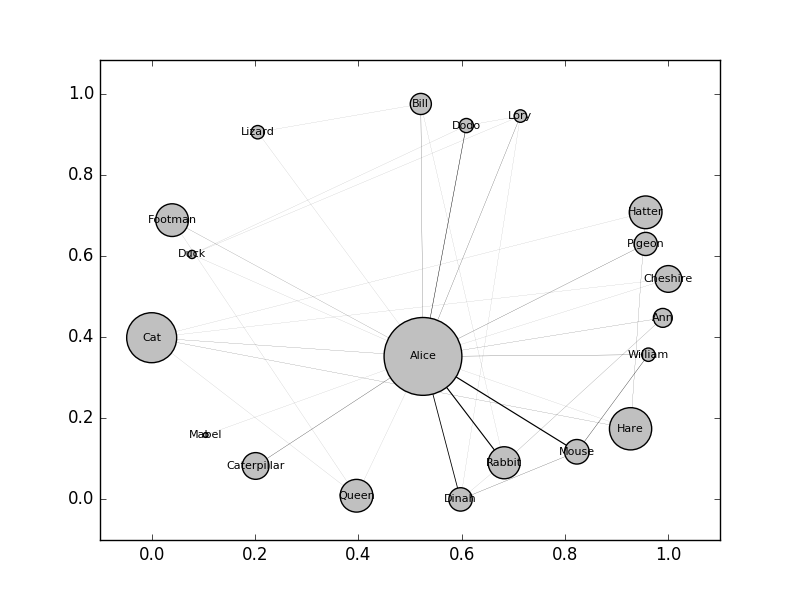 1.0
Bill
Dodo
Lory
Lizard
0.8
Footman
Hatter
Duck
Pigeon
0.6
Cheshire
Ann
0.4
Cat
Alice
William
0.2
Mabel
Hare
Caterpillar
Rabbit
Mouse
0.0
Queen
Dinah
0.0 0.2 0.4 0.6 0.8 1.0